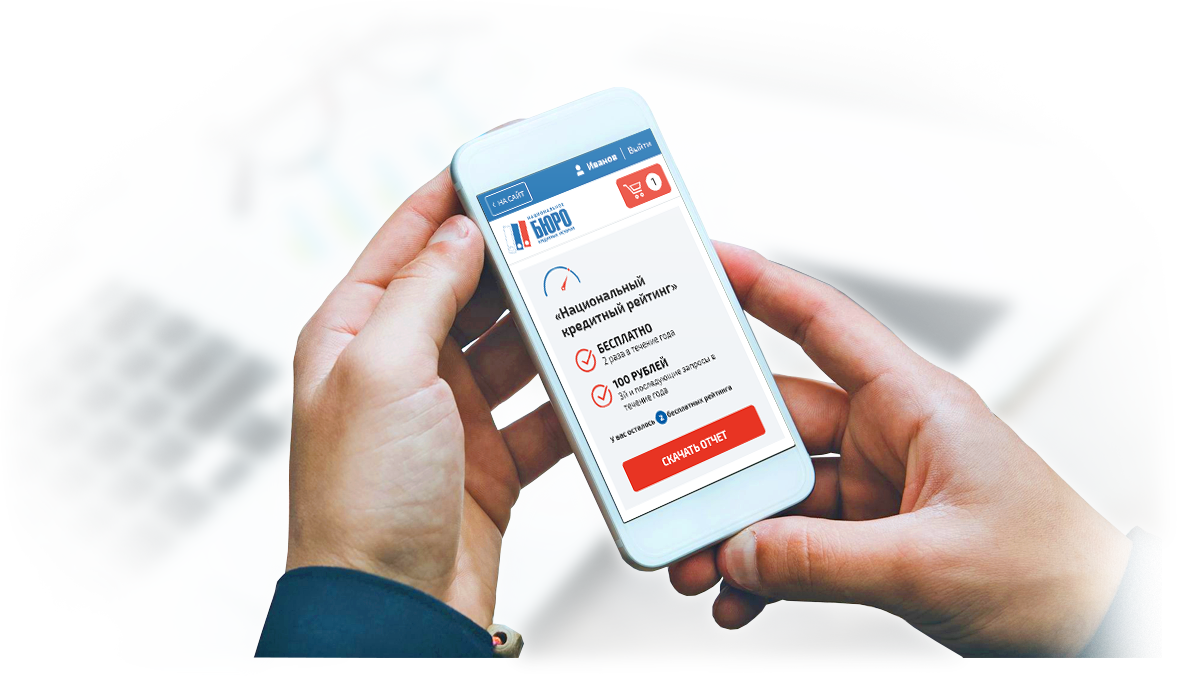 ‹ НА САЙТ
Иванов | Выйти
1
НАЦИОНАЛЬНОЕ
БЮРО
КРЕДИТНЫХ ИСТОРИЙ
«Национальный
кредитный рейтинг»
БЕСПЛАТНО
2 раза в течение года
100 РУБЛЕЙ
3й и последующие запросы в
течение года
У вас осталось 2 бесплатных рейтинга
СКАЧАТЬ ОТЧЕТ